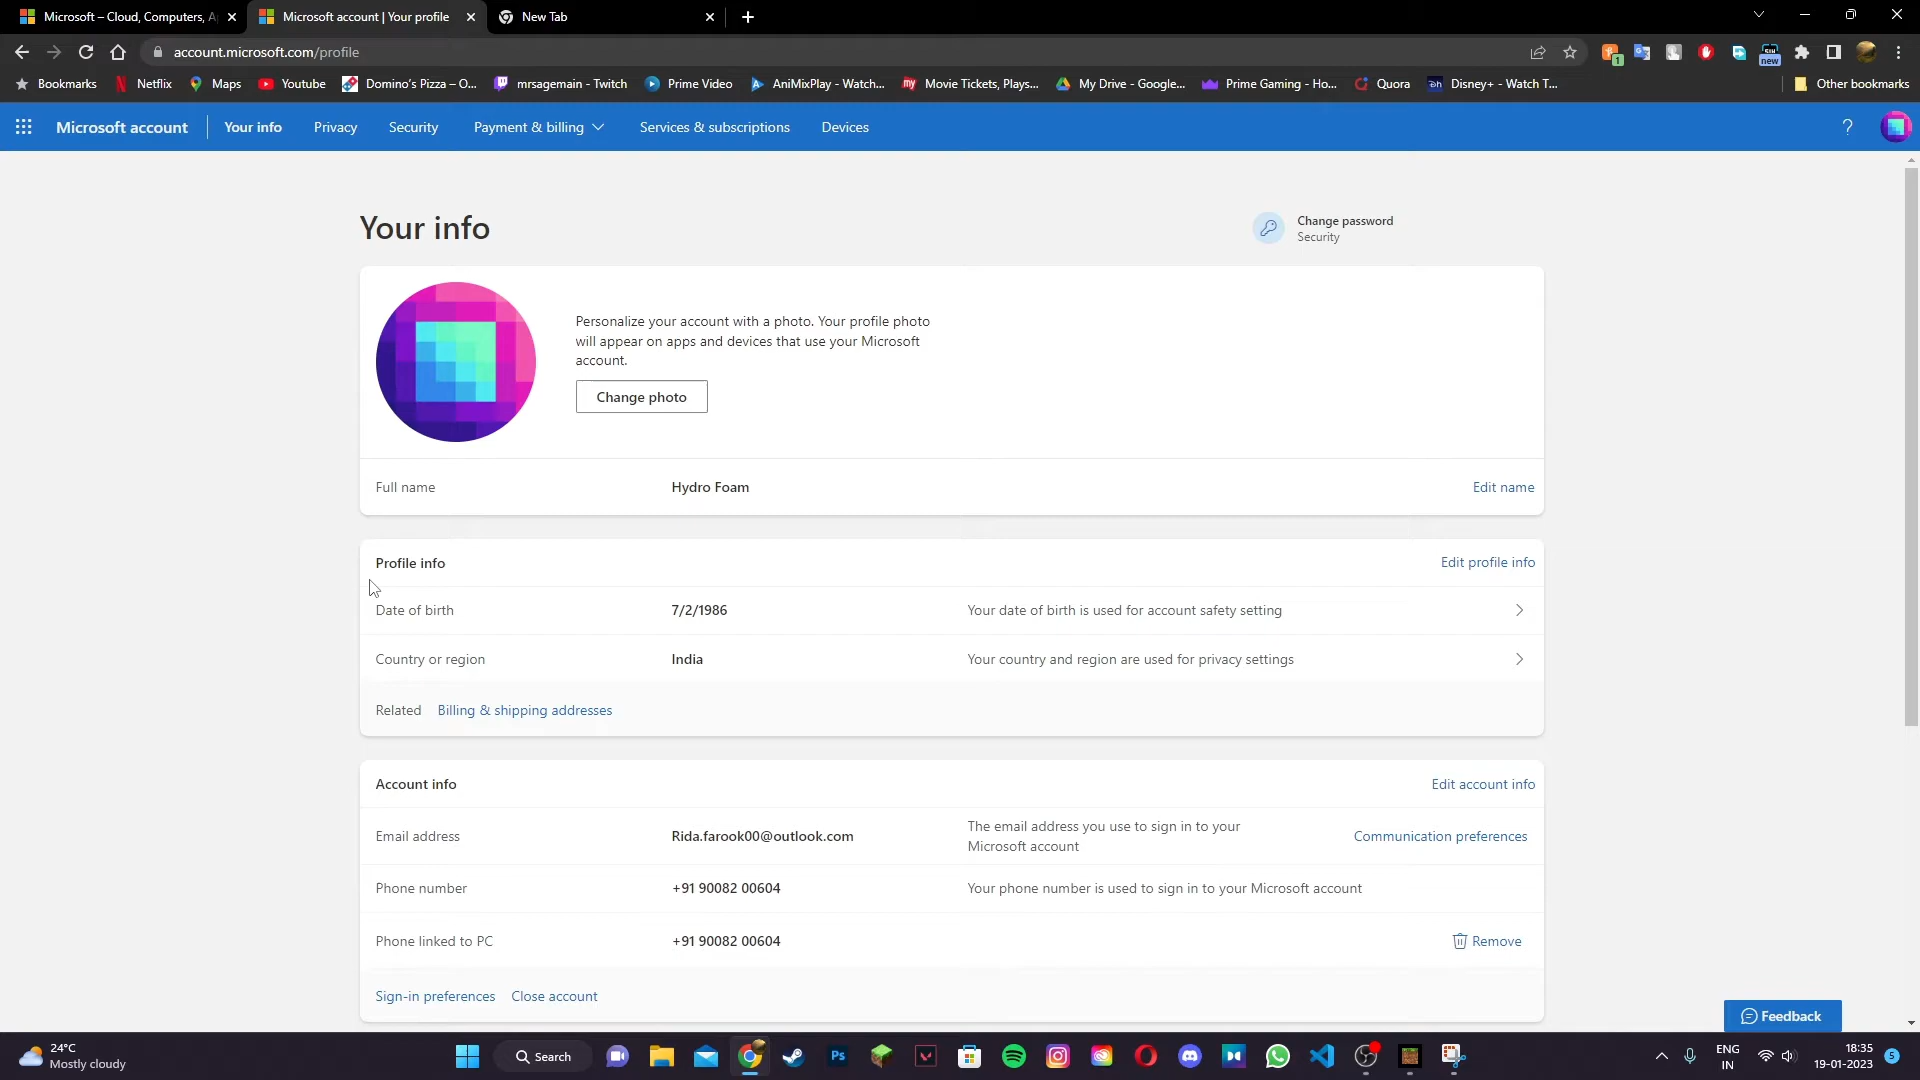 Microsoft – Cloud, Computers, A
Microsoft account | Your profile
New Tab
account.microsoft.com/profile
1
new
Bookmarks
Netflix
Maps
Youtube
Domino's Pizza – O...
mrsagemain - Twitch
Prime Video
AniMixPlay - Watch...
my
Movie Tickets, Plays...
My Drive - Google...
Prime Gaming - Ho...
Quora
Disney+ - Watch T...
Other bookmarks
Microsoft account
Your info
Privacy
Security
Payment & billing
Services & subscriptions
Devices
?
Your info
Change password
Security
Personalize your account with a photo. Your profile photo
will appear on apps and devices that use your Microsoft
account.
Change photo
Full name
Hydro Foam
Edit name
Profile info
Edit profile info
Date of birth
7/2/1986
Your date of birth is used for account safety setting
Country or region
India
Your country and region are used for privacy settings
Related
Billing & shipping addresses
Account info
Edit account info
Email address
Rida.farook00@outlook.com
The email address you use to sign in to your
Microsoft account
Communication preferences
Phone number
+91 90082 00604
Your phone number is used to sign in to your Microsoft account
Phone linked to PC
+91 90082 00604
Remove
Sign-in preferences
Close account
Feedback
24°C
Mostly cloudy
Search
Ps
ENG
IN
18:35
19-01-2023
5